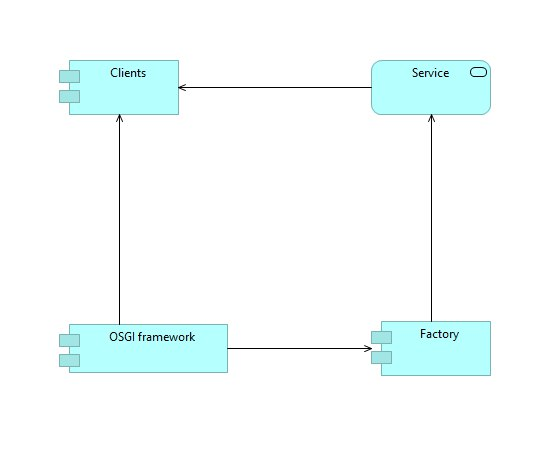 Clients
Service
OSGI framework
Factory